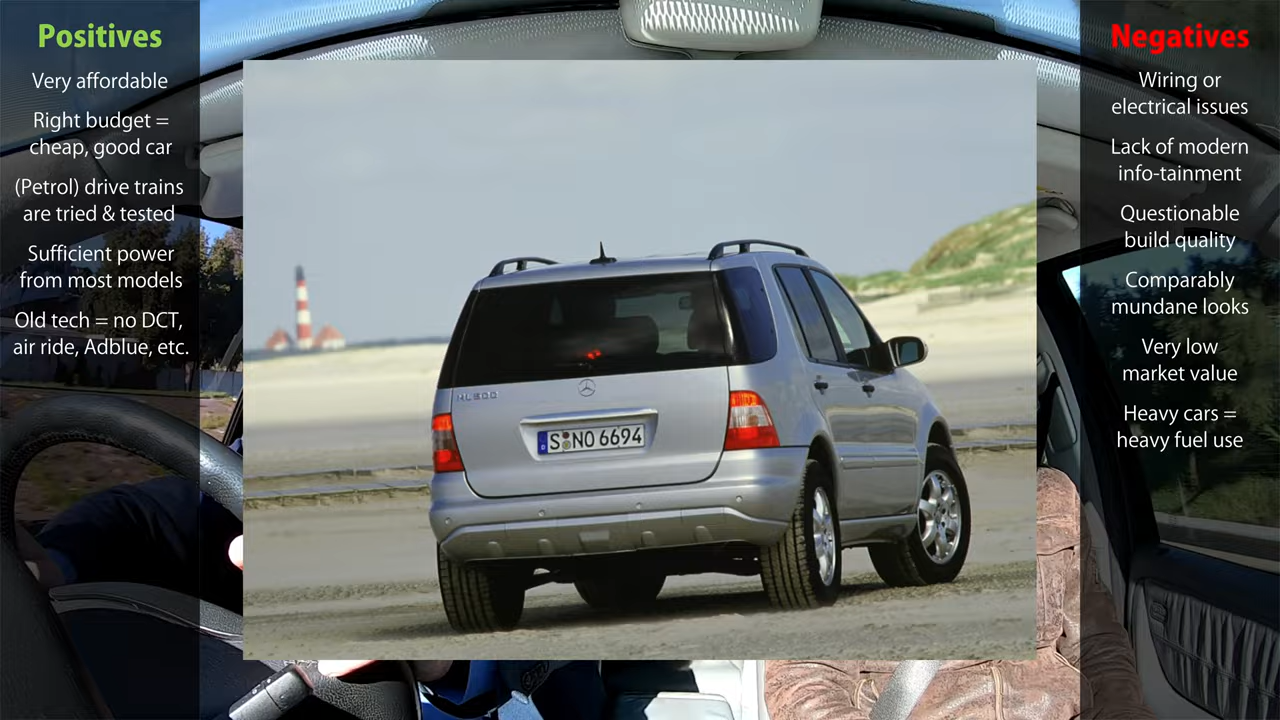 Positives
Very affordable
Right budget =
cheap, good car
(Petrol) drive trains
are tried & tested
Sufficient power
from most models
Old tech = no DCT,
air ride, Adblue, etc.
ML500
S NO 6694
Negatives
Wiring or
electrical issues
Lack of modern
info-tainment
Questionable
build quality
Comparably
mundane looks
Very low
market value
Heavy cars =
heavy fuel use